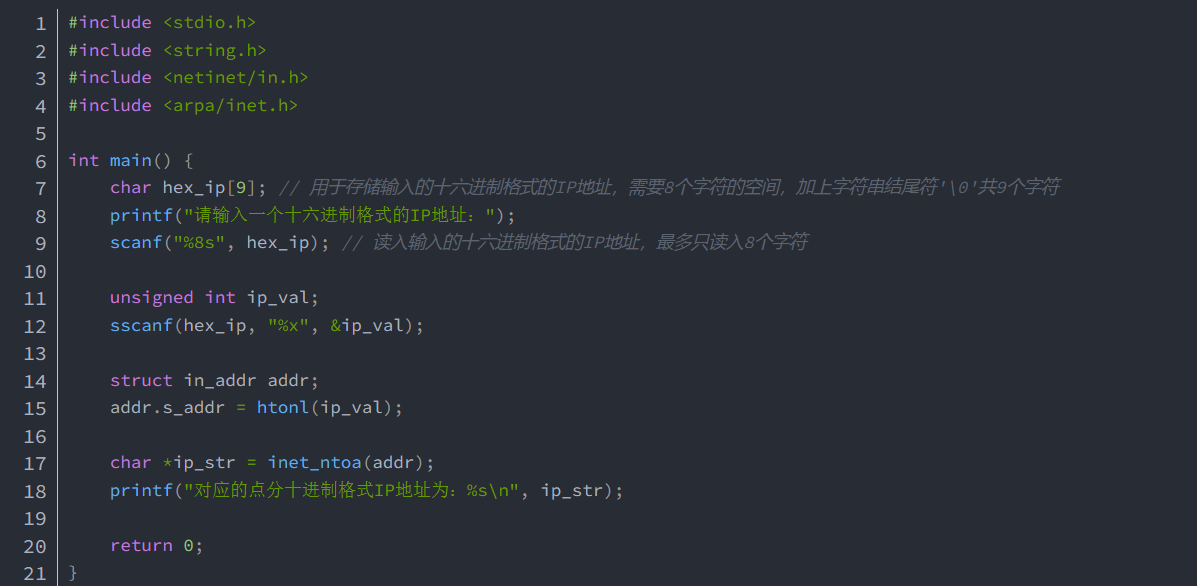 1 #include <stdio.h>
2 #include <string.h>
3 #include <netinet/in.h>
4 #include <arpa/inet.h>
5
6 int main() {
7     char hex_ip[9]; // 用于存储输入的十六进制格式的IP地址，需要8个字符的空间，加上字符串结尾符'\0'共9个字符
8     printf("请输入一个十六进制格式的IP地址：");
9     scanf("%8s", hex_ip); // 读入输入的十六进制格式的IP地址，最多只读入8个字符
10
11     unsigned int ip_val;
12     sscanf(hex_ip, "%x", &ip_val);
13
14     struct in_addr addr;
15     addr.s_addr = htonl(ip_val);
16
17     char *ip_str = inet_ntoa(addr);
18     printf("对应的点分十进制格式IP地址为：%s\n", ip_str);
19
20     return 0;
21 }